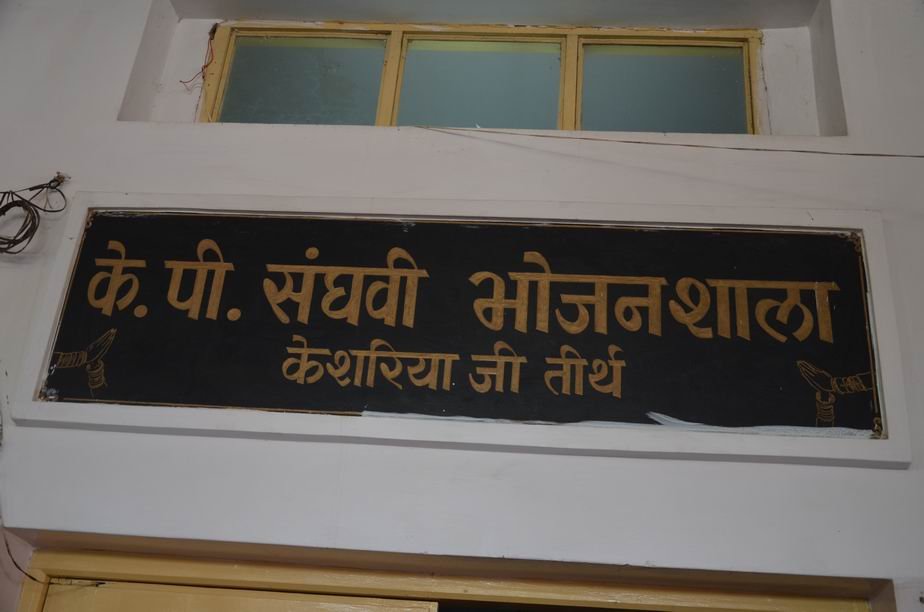 के. पी. संघवी भोजनशाला
केशरिया जी तीर्थ